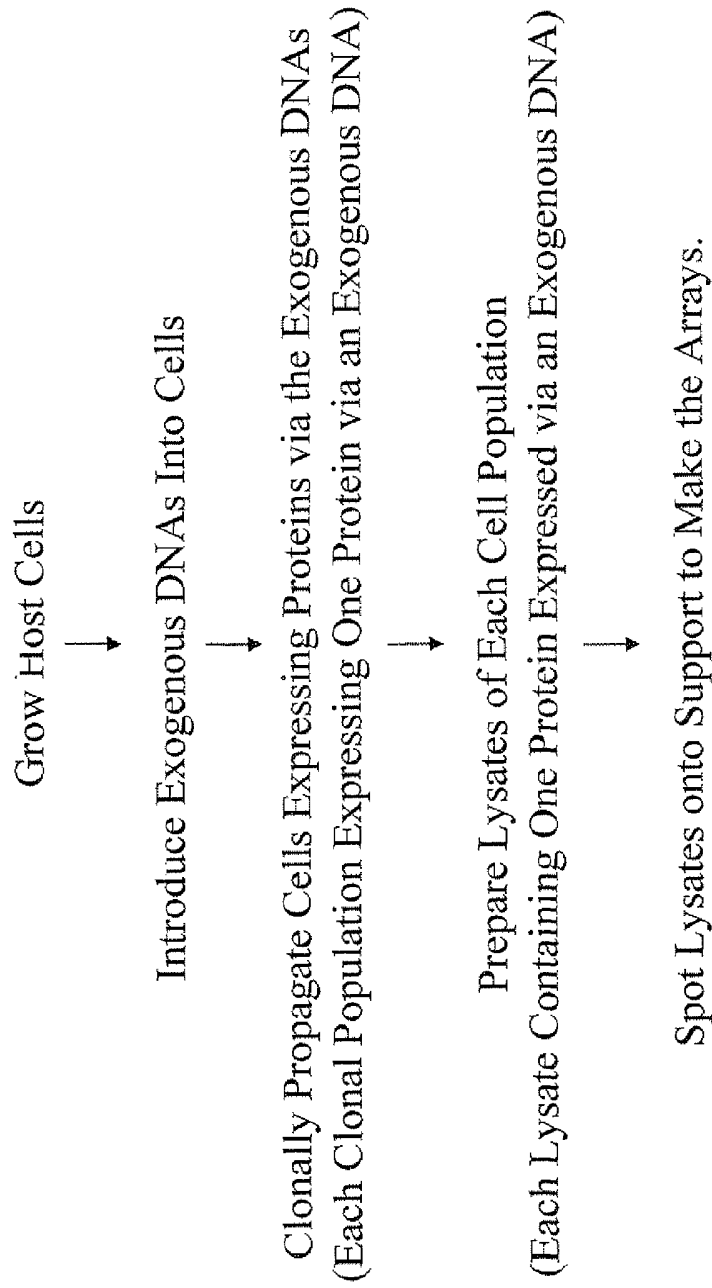 Grow Host Cells
Introduce Exogenous DNAs Into Cells
Clonally Propagate Cells Expressing Proteins via the Exogenous DNAs
(Each Clonal Population Expressing One Protein via an Exogenous DNA)
Prepare Lysates of Each Cell Population
(Each Lysate Containing One Protein Expressed via an Exogenous DNA)
Spot Lysates onto Support to Make the Arrays.